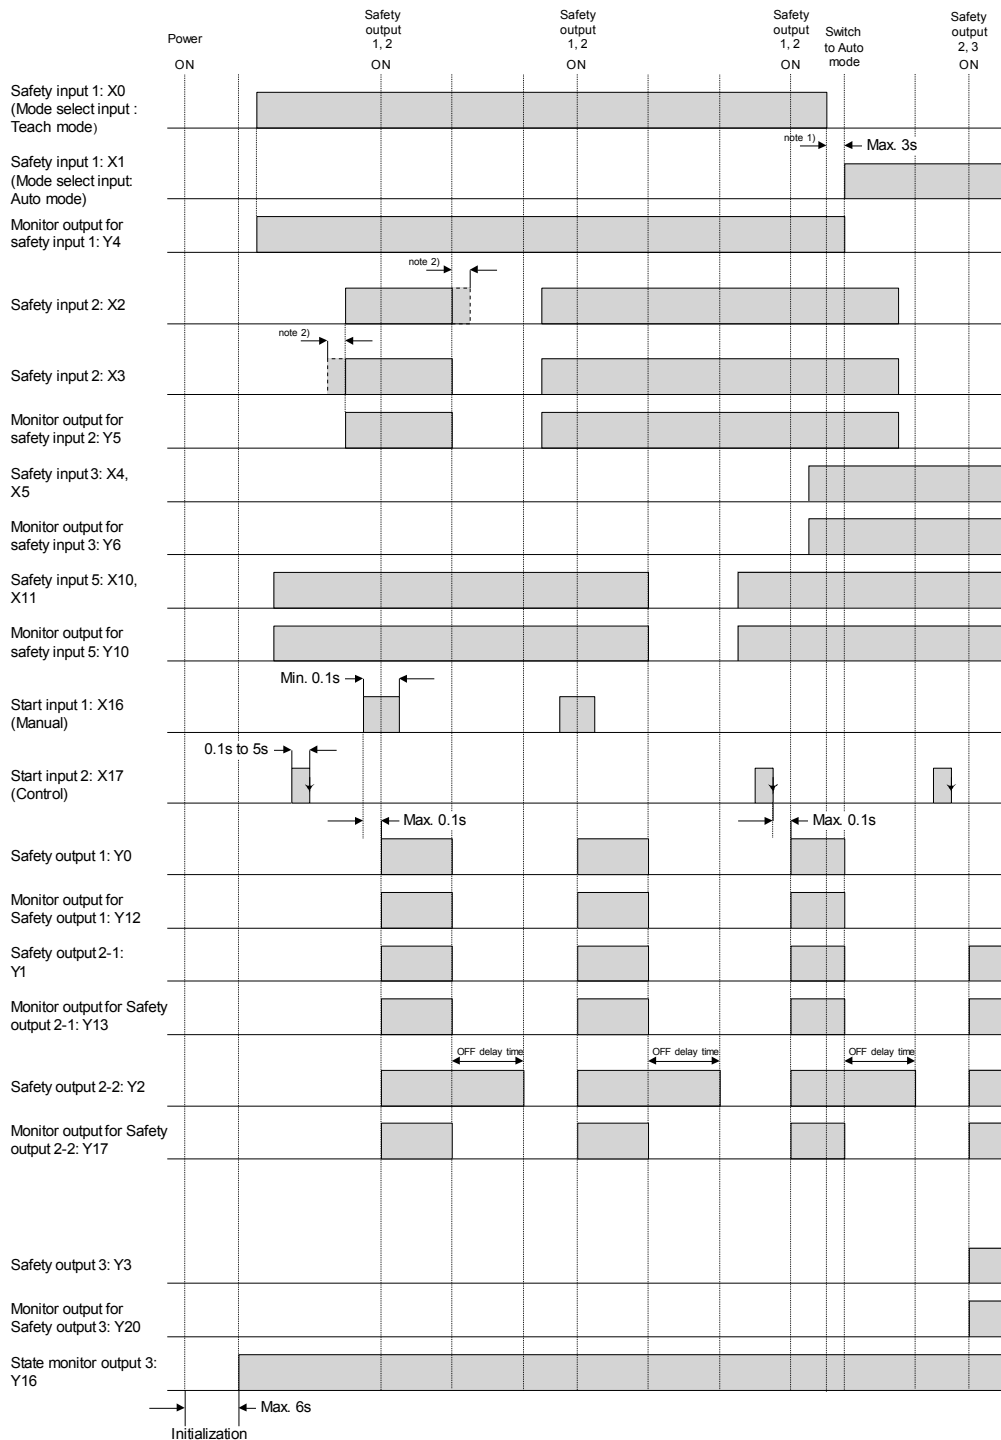 Power
ON
Safety
output
1, 2
ON
Safety
output
1, 2
ON
Safety
output
1, 2
ON
Switch
to Auto
mode
Safety
output
2, 3
ON
Safety input 1: X0
(Mode select input :
Teach mode)
note 1)
Max. 3s
Safety input 1: X1
(Mode select input:
Auto mode)
Monitor output for
safety input 1: Y4
note 2)
Safety input 2: X2
note 2)
Safety input 2: X3
Monitor output for
safety input 2: Y5
Safety input 3: X4,
X5
Monitor output for
safety input 3: Y6
Safety input 5: X10,
X11
Monitor output for
safety input 5: Y10
Min. 0.1s
Start input 1: X16
(Manual)
0.1s to 5s
Start input 2: X17
(Control)
Max. 0.1s
Max. 0.1s
Safety output 1: Y0
Monitor output for
Safety output 1: Y12
Safety output 2-1:
Y1
Monitor output for Safety
output 2-1: Y13
OFF delay time
OFF delay time
OFF delay time
Safety output 2-2: Y2
Monitor output for Safety
output 2-2: Y17
Safety output 3: Y3
Monitor output for
Safety output 3: Y20
State monitor output 3:
Y16
Max. 6s
Initialization